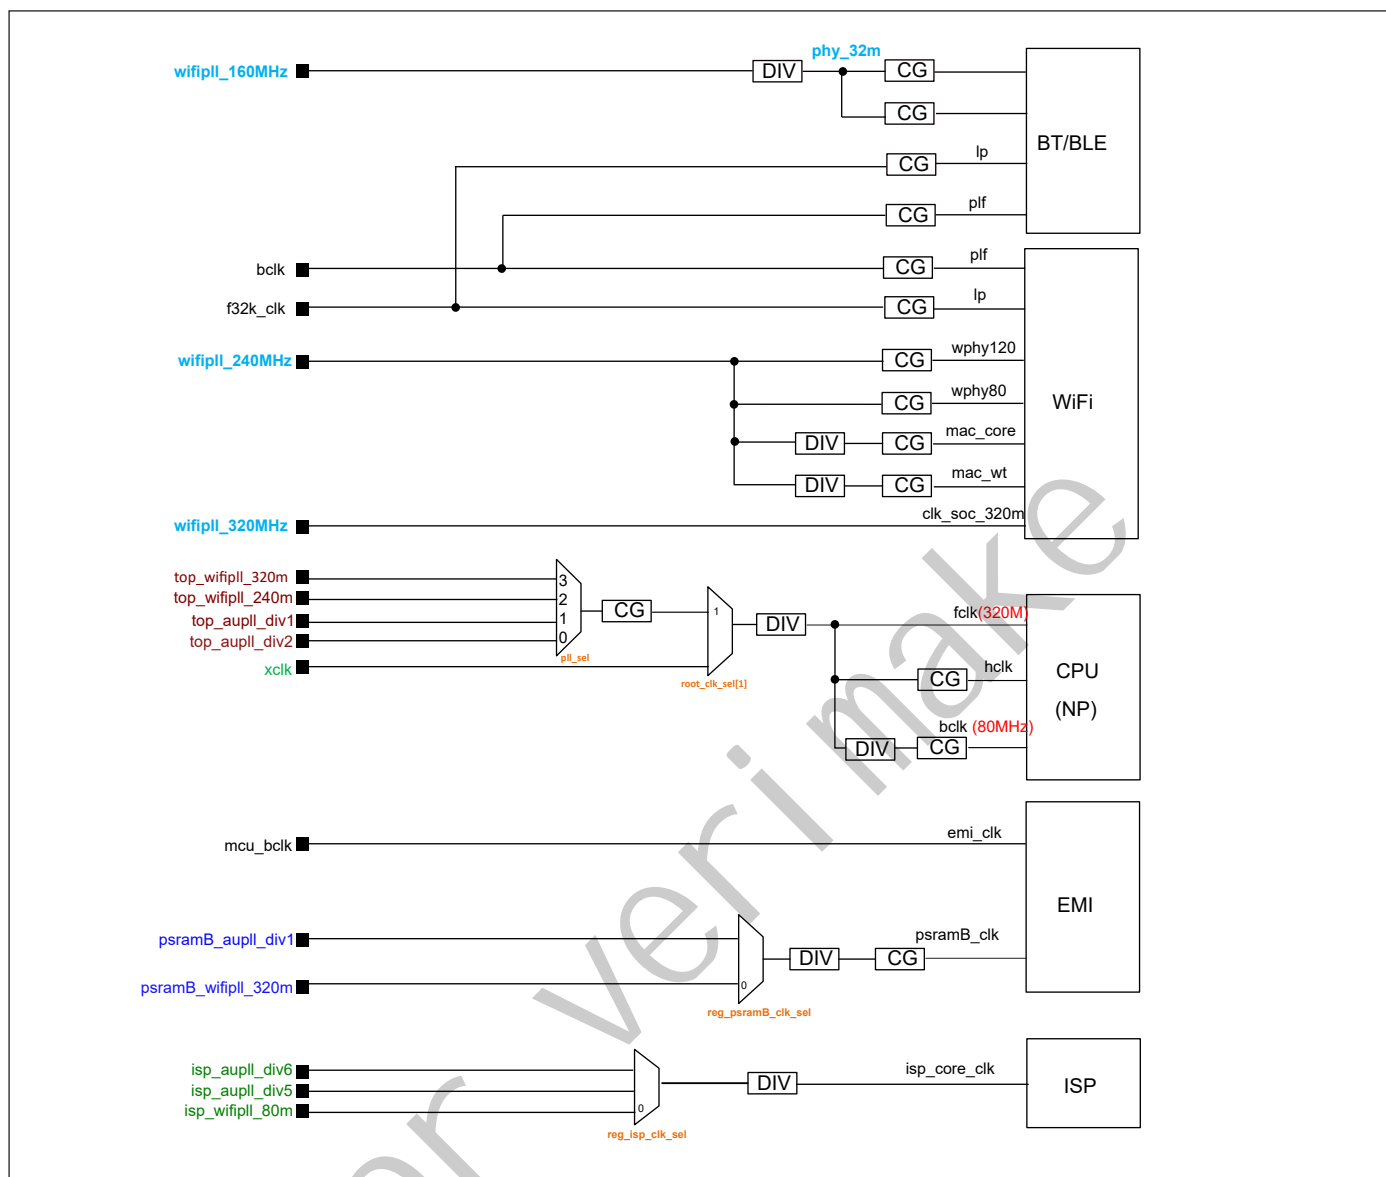 phy_32m
wifipll_160MHz
DIV
CG
CG
BT/BLE
CG
lp
CG
plf
bclk
CG
plf
f32k_clk
CG
lp
wifipll_240MHz
CG
wphy120
CG
wphy80
WiFi
DIV
CG
mac_core
DIV
CG
mac_wt
wifipll_320MHz
clk_soc_320m
top_wifipll_320m
3
top_wifipll_240m
2
top_aupll_div1
1
top_aupll_div2
0
pll_sel
CG
1
xclk
root_clk_sel[1]
DIV
fclk(320M)
CG
hclk
CPU
(NP)
DIV
CG
bclk (80MHz)
mcu_bclk
emi_clk
EMI
psramB_aupll_div1
psramB_wifipll_320m
0
reg_psramB_clk_sel
DIV
CG
psramB_clk
isp_aupll_div6
isp_aupll_div5
isp_wifipll_80m
0
reg_isp_clk_sel
DIV
isp_core_clk
ISP
er verimake